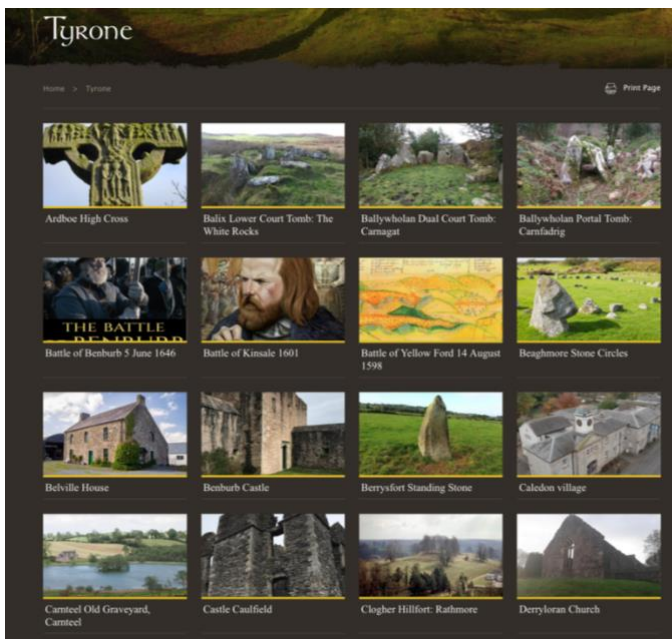 Tyrone
Home > Tyrone
Print Page
Ardboe High Cross
Balix Lower Court Tomb: The
White Rocks
Ballywholan Dual Court Tomb:
Carnagat
Ballywholan Portal Tomb:
Carnfadrig
THE BATTLE
Battle of Benburb 5 June 1646
Battle of Kinsale 1601
Battle of Yellow Ford 14 August
1598
Beaghmore Stone Circles
Belville House
Benburb Castle
Berrysfort Standing Stone
Caledon village
Carnteel Old Graveyard,
Carnteel
Castle Caulfield
Clogher Hillfort: Rathmore
Derryloran Church